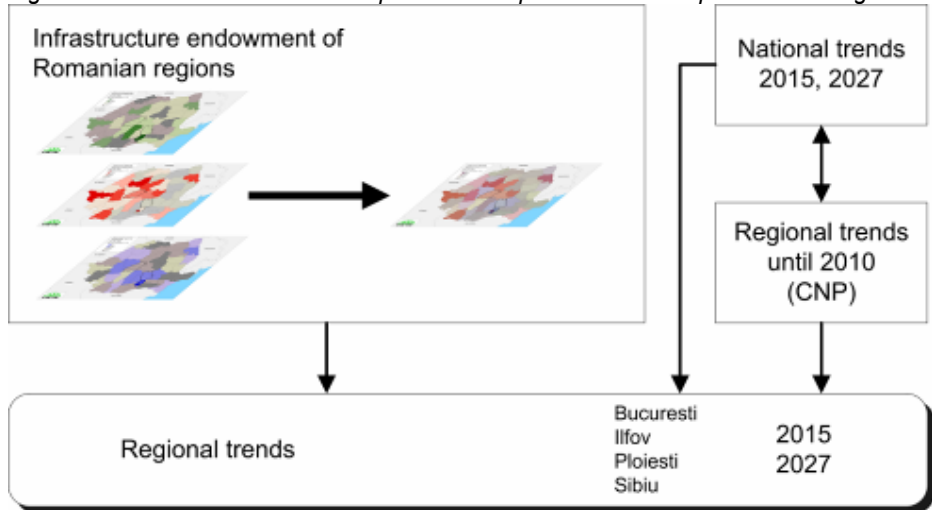 Infrastructure endowment of
Romanian regions
National trends
2015, 2027
Regional trends
until 2010
(CNP)
Regional trends
Bucuresti
Ilfov
Ploiesti
Sibiu
2015
2027